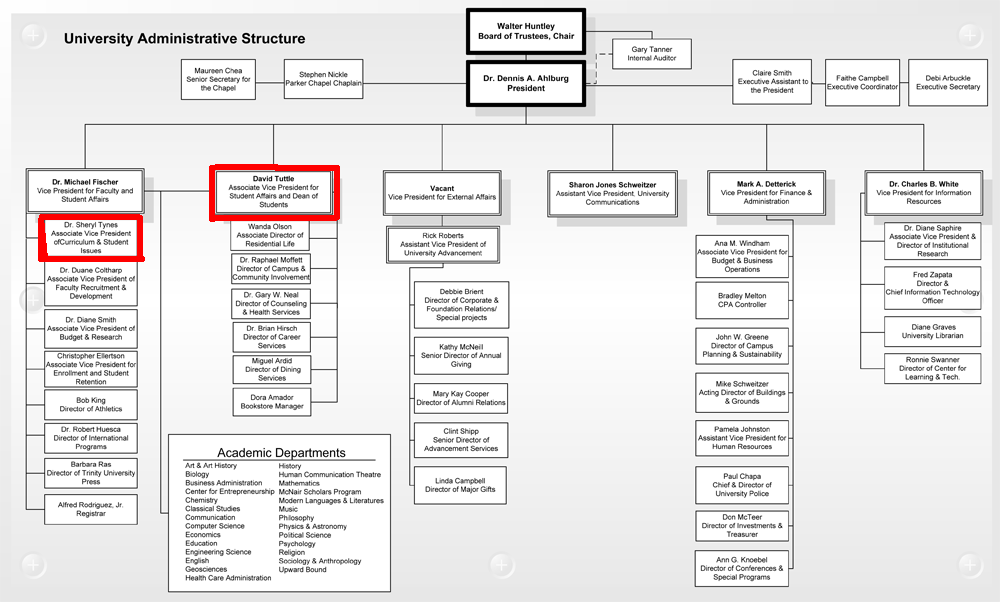 University Administrative Structure
Walter Huntley
Board of Trustees, Chair
Gary Tanner
Internal Auditor
Dr. Dennis A. Ahlburg
President
Maureen Chea
Senior Secretary for
the Chapel
Stephen Nickle
Parker Chapel Chaplain
Claire Smith
Executive Assistant to
the President
Faithe Campbell
Executive Coordinator
Debi Arbuckle
Executive Secretary
Dr. Michael Fischer
Vice President for Faculty and
Student Affairs
Dr. Sheryl Tynes
Associate Vice President
ofCurriculum & Student
Issues
Dr. Duane Coltharp
Associate Vice President of
Faculty Recruitment &
Development
Dr. Diane Smith
Associate Vice President of
Budget & Research
Christopher Ellertson
Associate Vice President for
Enrollment and Student
Retention
Bob King
Director of Athletics
Dr. Robert Huesca
Director of International
Programs
Barbara Ras
Director of Trinity University
Press
Alfred Rodriguez, Jr.
Registrar
David Tuttle
Associate Vice President for
Student Affairs and Dean of
Students
Wanda Olson
Associate Director of
Residential Life
Dr. Raphael Moffett
Director of Campus &
Community Involvement
Dr. Gary W. Neal
Director of Counseling
& Health Services
Dr. Brian Hirsch
Director of Career
Services
Miguel Ardid
Director of Dining
Services
Dora Amador
Bookstore Manager
Academic Departments
Art & Art History
Biology
Business Administration
Center for Entrepreneurship
Chemistry
Classical Studies
Communication
Computer Science
Economics
Education
Engineering Science
English
Geosciences
Health Care Administration
History
Human Communication Theatre
Mathematics
McNair Scholars Program
Modern Languages & Literatures
Music
Philosophy
Physics & Astronomy
Political Science
Psychology
Religion
Sociology & Anthropology
Upward Bound
Vacant
Vice President for External Affairs
Rick Roberts
Assistant Vice President of
University Advancement
Debbie Brient
Director of Corporate &
Foundation Relations/
Special projects
Kathy McNeill
Senior Director of Annual
Giving
Mary Kay Cooper
Director of Alumni Relations
Clint Shipp
Senior Director of
Advancement Services
Linda Campbell
Director of Major Gifts
Sharon Jones Schweitzer
Assistant Vice President. University
Communications
Mark A. Detterick
Vice President for Finance &
Administration
Ana M. Windham
Associate Vice President for
Budget & Business
Operations
Bradley Melton
CPA Controller
John W. Greene
Director of Campus
Planning & Sustainability
Mike Schweitzer
Acting Director of Buildings
& Grounds
Pamela Johnston
Assistant Vice President for
Human Resources
Paul Chapa
Chief & Director of
University Police
Don McTeer
Director of Investments &
Treasurer
Ann G. Knoebel
Director of Conferences &
Special Programs
Dr. Charles B. White
Vice President for Information
Resources
Dr. Diane Saphire
Associate Vice President &
Director of Institutional
Research
Fred Zapata
Director &
Chief Information Technology
Officer
Diane Graves
University Librarian
Ronnie Swanner
Director of Center for
Learning & Tech.